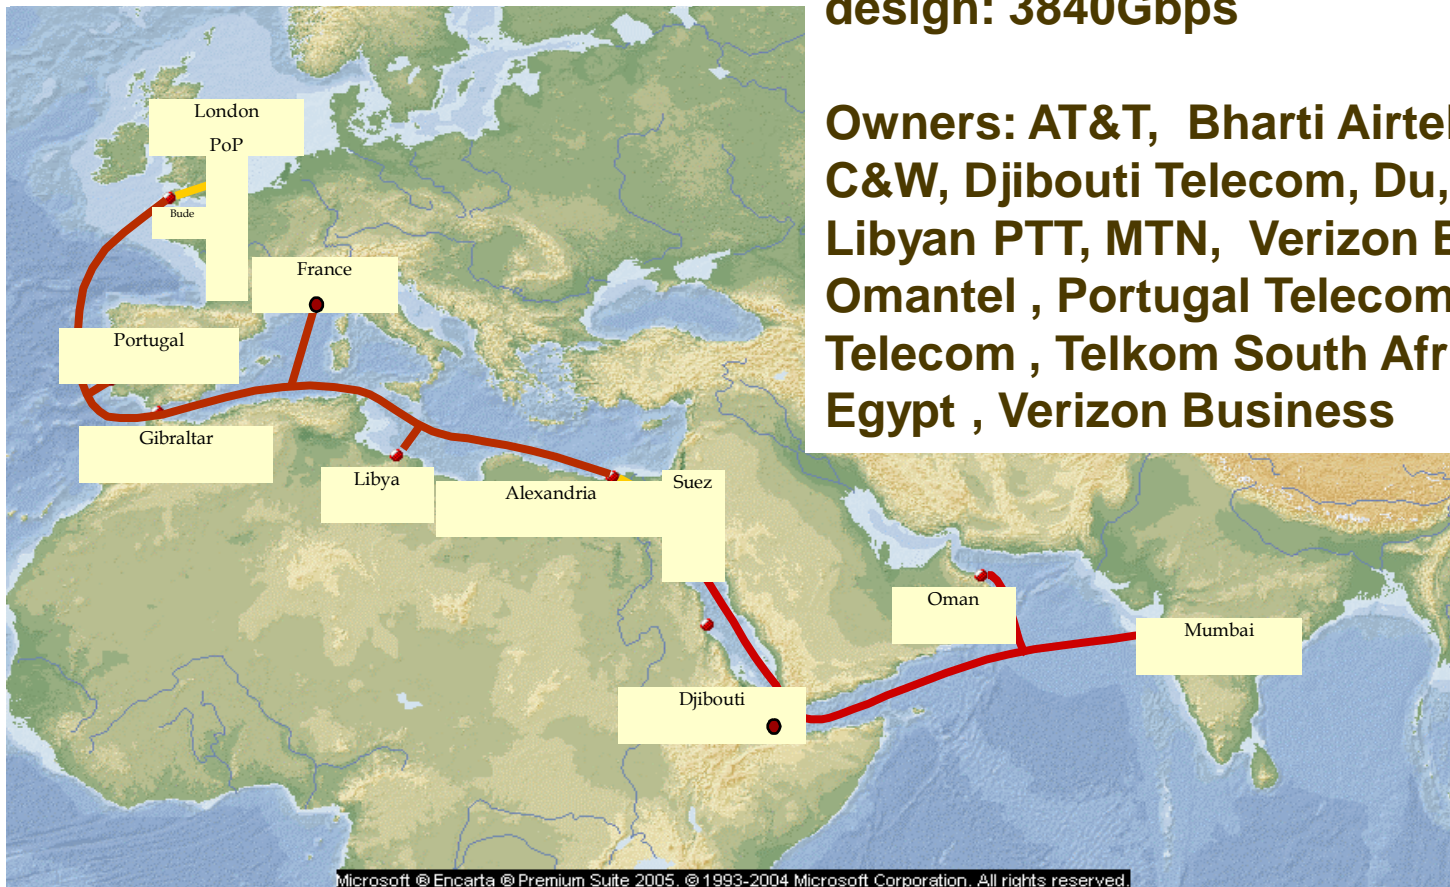 design: 3840Gbps
Owners: AT&T, Bharti Airtel
C&W, Djibouti Telecom, Du,
Libyan PTT, MTN, Verizon
Omantel , Portugal Telecom
Telecom , Telkom South
Egypt , Verizon Business
London
PoP
Bude
France
Portugal
Gibraltar
Libya
Alexandria
Suez
Oman
Mumbai
Djibouti
Microsoft ® Encarta ® Premium Suite 2005. © 1993-2004 Microsoft Corporation. All rights reserved.